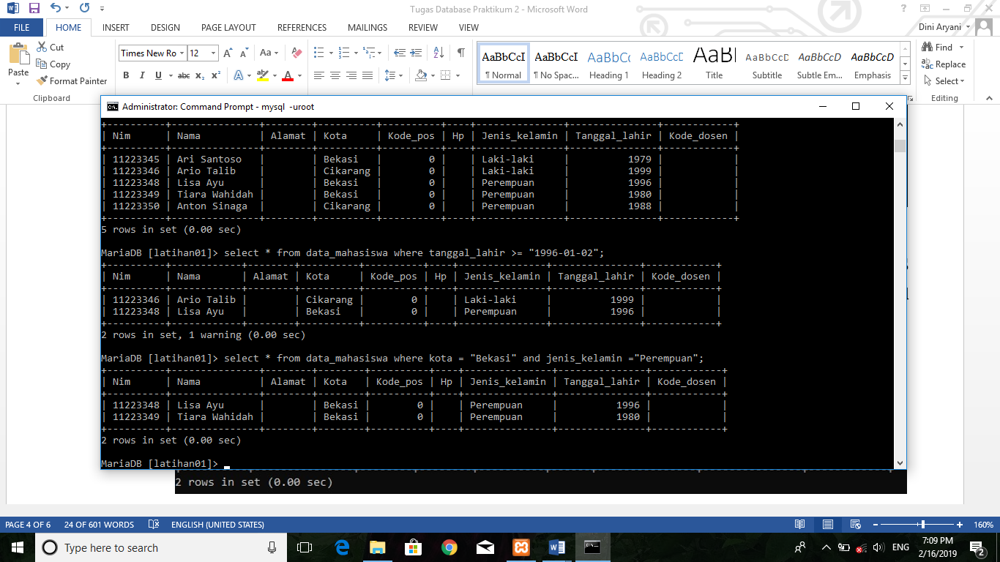 Tugas Database Praktikum 2 - Microsoft Word
FILE HOME INSERT DESIGN PAGE LAYOUT REFERENCES MAILINGS REVIEW VIEW Dini Aryani
Paste
Cut
Copy
Format Painter
Clipboard
Times New Ro 12
B I U abc x₂ x²
AaBbCcI ¶ Normal
AaBbCcI ¶ No Spac...
AaBbCc Heading 1
AaBbCcD Heading 2
AaBI Title
AaBbCcD Subtitle
AaBbCcD Subtle Em...
AaBbCcD Emphasis
Find
Replace
Select
Editing
Administrator: Command Prompt - mysql -uroot
+----------+---------------+--------+----------+----------+----+---------------+---------------+------------+
| Nim | Nama | Alamat | Kota | Kode_pos | Hp | Jenis_kelamin | Tanggal_lahir | Kode_dosen |
+----------+---------------+--------+----------+----------+----+---------------+---------------+------------+
| 11223345 | Ari Santoso | | Bekasi | 0 | | Laki-laki | 1979 | |
| 11223346 | Ario Talib | | Cikarang | 0 | | Laki-laki | 1999 | |
| 11223348 | Lisa Ayu | | Bekasi | 0 | | Perempuan | 1996 | |
| 11223349 | Tiara Wahidah | | Bekasi | 0 | | Perempuan | 1980 | |
| 11223350 | Anton Sinaga | | Cikarang | 0 | | Perempuan | 1988 | |
+----------+---------------+--------+----------+----------+----+---------------+---------------+------------+
5 rows in set (0.00 sec)
MariaDB [latihan01]> select * from data_mahasiswa where tanggal_lahir >= "1996-01-02";
+----------+------------+--------+----------+----------+----+---------------+---------------+------------+
| Nim | Nama | Alamat | Kota | Kode_pos | Hp | Jenis_kelamin | Tanggal_lahir | Kode_dosen |
+----------+------------+--------+----------+----------+----+---------------+---------------+------------+
| 11223346 | Ario Talib | | Cikarang | 0 | | Laki-laki | 1999 | |
| 11223348 | Lisa Ayu | | Bekasi | 0 | | Perempuan | 1996 | |
+----------+------------+--------+----------+----------+----+---------------+---------------+------------+
2 rows in set, 1 warning (0.00 sec)
MariaDB [latihan01]> select * from data_mahasiswa where kota = "Bekasi" and jenis_kelamin ="Perempuan";
+----------+---------------+--------+--------+----------+----+---------------+---------------+------------+
| Nim | Nama | Alamat | Kota | Kode_pos | Hp | Jenis_kelamin | Tanggal_lahir | Kode_dosen |
+----------+---------------+--------+--------+----------+----+---------------+---------------+------------+
| 11223348 | Lisa Ayu | | Bekasi | 0 | | Perempuan | 1996 | |
| 11223349 | Tiara Wahidah | | Bekasi | 0 | | Perempuan | 1980 | |
+----------+---------------+--------+--------+----------+----+---------------+---------------+------------+
2 rows in set (0.00 sec)
MariaDB [latihan01]>
2 rows in set (0.00 sec)
PAGE 4 OF 6 24 OF 601 WORDS ENGLISH (UNITED STATES) 160%
Type here to search
ENG
7:09 PM
2/16/2019
2